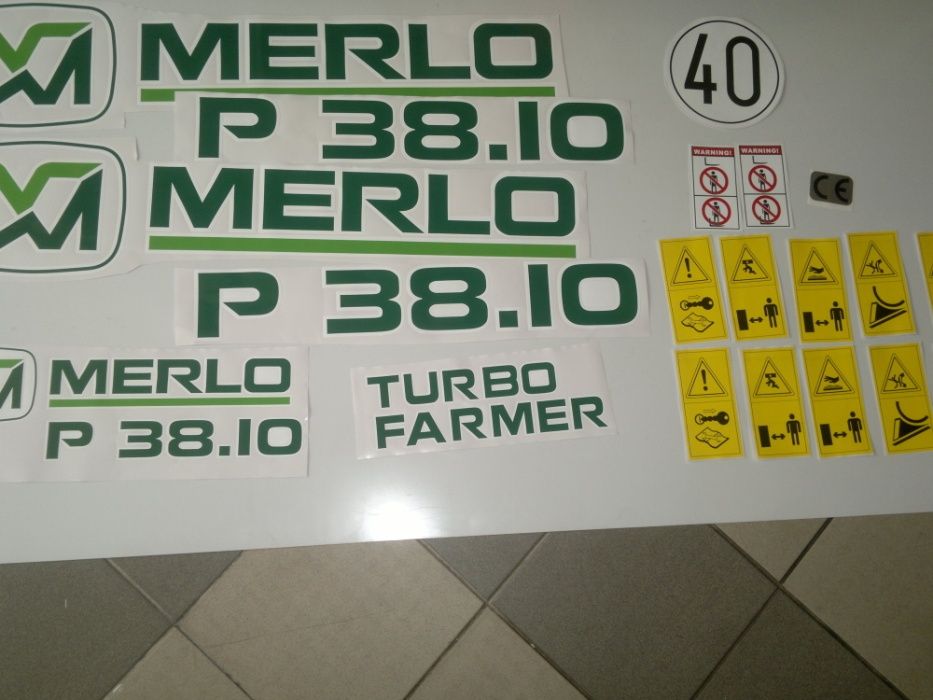 MERLO
P 38.10
MERLO
P 38.10
MERLO
P 38.10
TURBO
FARMER
40
WARNING!
WARNING!
CE